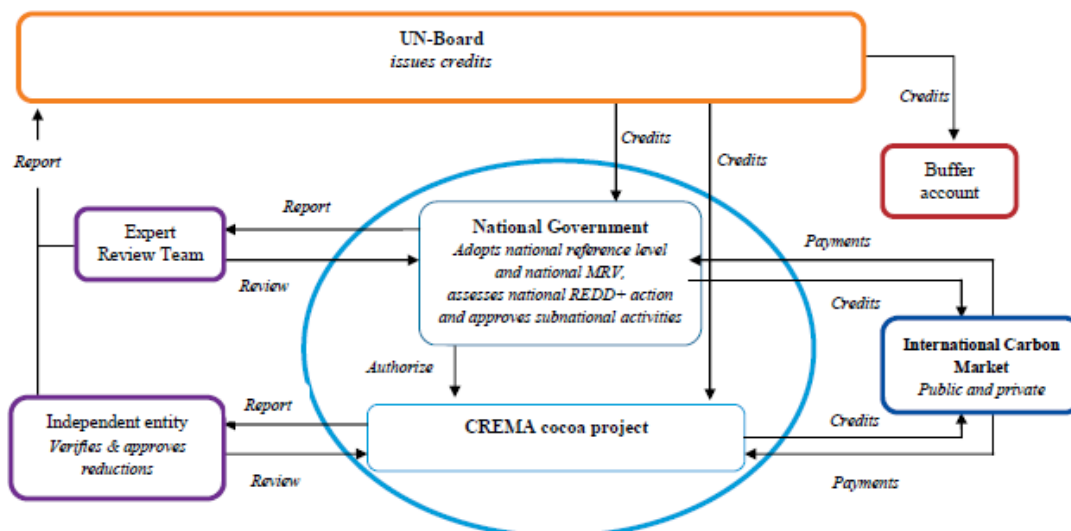 UN-Board
issues credits
Credits
Credits
Credits
Report
Buffer
account
Expert
Review Team
Report
Review
National Government
Adopts national reference level
and national MRV,
assesses national REDD+ action
and approves subnational activities
Payments
Credits
International Carbon
Market
Public and private
Authorize
Independent entity
Verifies & approves
reductions
Report
Review
CREMA cocoa project
Credits
Payments